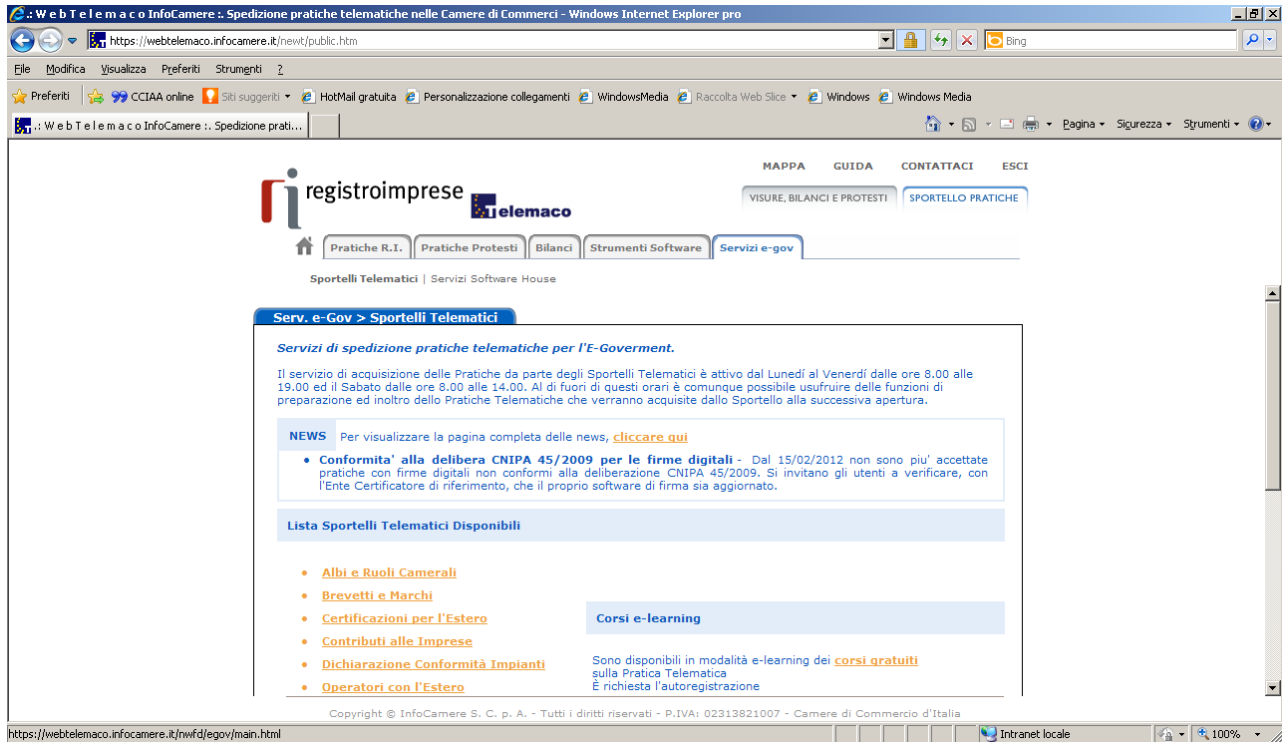 .: W e b T e l e m a c o InfoCamere :. Spedizione pratiche telematiche nelle Camere di Commerci - Windows Internet Explorer pro
https://webtelemaco.infocamere.it/newt/public.htm
Bing
File Modifica Visualizza Preferiti Strumenti ?
Preferiti CCIAA online Siti suggeriti HotMail gratuita Personalizzazione collegamenti WindowsMedia Raccolta Web Slice Windows Windows Media
.: W e b T e l e m a c o InfoCamere :. Spedizione prati...
Pagina Sicurezza Strumenti
MAPPA GUIDA CONTATTACI ESCI
ri registroimprese Telemaco
VISURE, BILANCI E PROTESTI SPORTELLO PRATICHE
Pratiche R.I. Pratiche Protesti Bilanci Strumenti Software Servizi e-gov
Sportelli Telematici | Servizi Software House
Serv. e-Gov > Sportelli Telematici
Servizi di spedizione pratiche telematiche per l'E-Goverment.
Il servizio di acquisizione delle Pratiche da parte degli Sportelli Telematici è attivo dal Lunedí al Venerdí dalle ore 8.00 alle
19.00 ed il Sabato dalle ore 8.00 alle 14.00. Al di fuori di questi orari è comunque possibile usufruire delle funzioni di
preparazione ed inoltro dello Pratiche Telematiche che verranno acquisite dallo Sportello alla successiva apertura.
NEWS Per visualizzare la pagina completa delle news, cliccare qui
• Conformita' alla delibera CNIPA 45/2009 per le firme digitali - Dal 15/02/2012 non sono piu' accettate
pratiche con firme digitali non conformi alla deliberazione CNIPA 45/2009. Si invitano gli utenti a verificare, con
l'Ente Certificatore di riferimento, che il proprio software di firma sia aggiornato.
Lista Sportelli Telematici Disponibili
• Albi e Ruoli Camerali
• Brevetti e Marchi
• Certificazioni per l'Estero
• Contributi alle Imprese
• Dichiarazione Conformità Impianti
• Operatori con l'Estero
Corsi e-learning
Sono disponibili in modalità e-learning dei corsi gratuiti
sulla Pratica Telematica
È richiesta l'autoregistrazione
Copyright © InfoCamere S. C. p. A. - Tutti i diritti riservati - P.IVA: 02313821007 - Camere di Commercio d'Italia
https://webtelemaco.infocamere.it/nwfd/egov/main.html
Intranet locale
100%